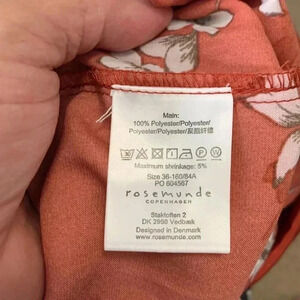 Main:
100% Polyester/Polyester/
Polyester/Polyester/聚酯纤维
Maximum shrinkage: 5%
Size 36-160/84A
PO 604567
rosemunde
COPENHAGEN
Staktoften 2
DK 2950 Vedbæk
Designed in Denmark
www.rosemunde.com